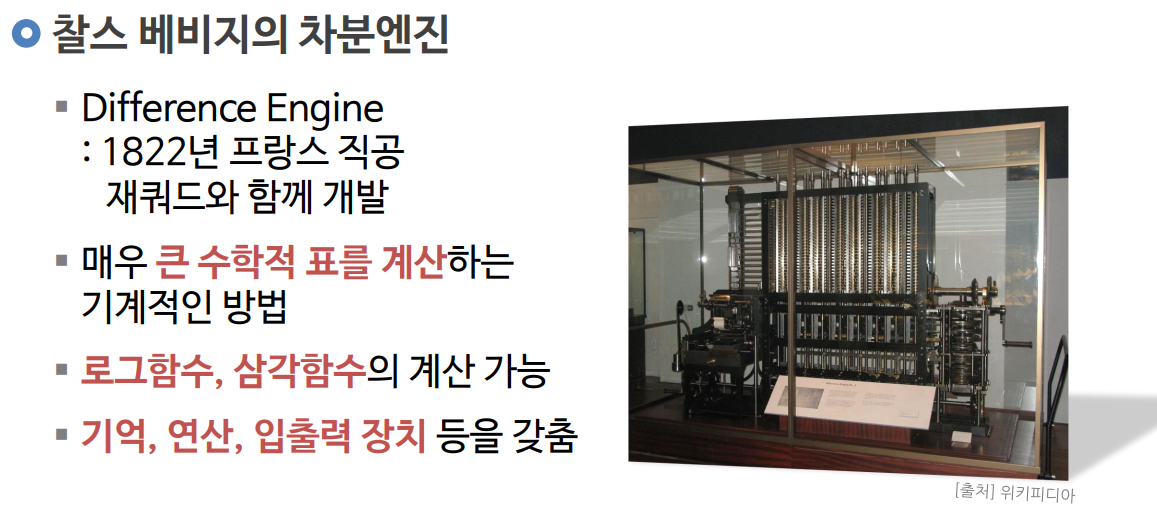 찰스 베비지의 차분엔진
Difference Engine
: 1822년 프랑스 직공
재쿼드와 함께 개발
매우 큰 수학적 표를 계산하는
기계적인 방법
로그함수, 삼각함수의 계산 가능
기억, 연산, 입출력 장치 등을 갖춤
[출처] 위키피디아